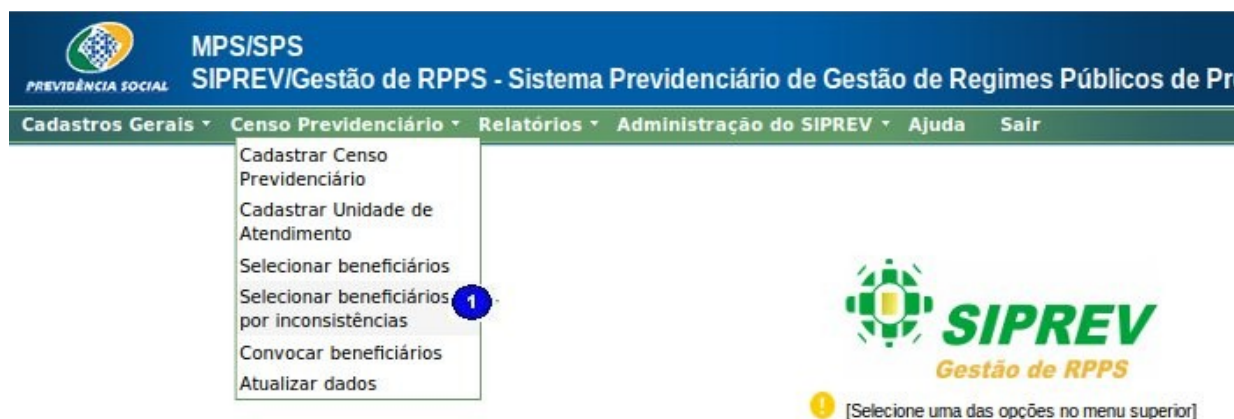 MPS/SPS
PREVIDÊNCIA SOCIAL
SIPREV/Gestão de RPPS - Sistema Previdenciário de Gestão de Regimes Públicos de Pr
Cadastros Gerais Censo Previdenciário Relatórios Administração do SIPREV Ajuda Sair
Cadastrar Censo
Previdenciário
Cadastrar Unidade de
Atendimento
Selecionar beneficiários
Selecionar beneficiários
por inconsistências
1
Convocar beneficiários
Atualizar dados
SIPREV
Gestão de RPPS
[Selecione uma das opções no menu superior]